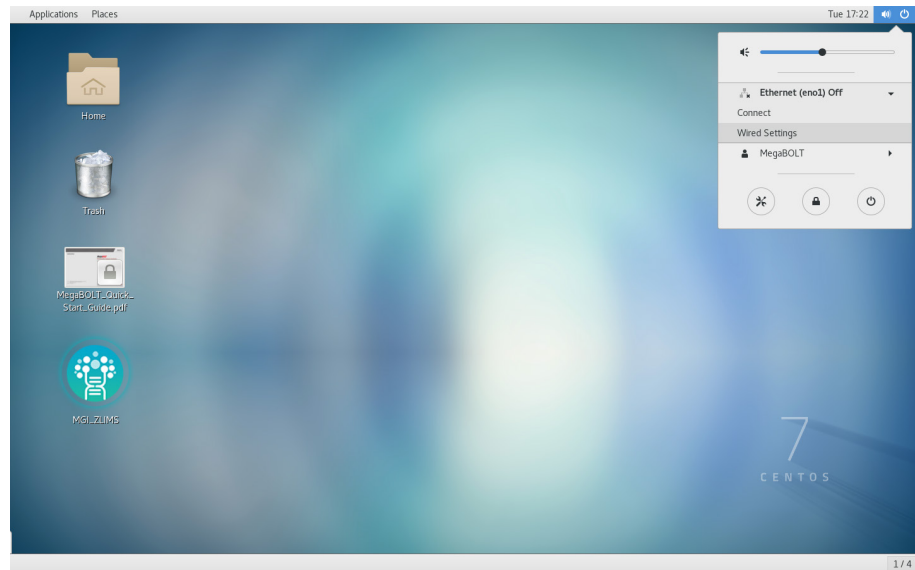 Applications Places Tue 17:22
Ethernet (eno1) Off
Connect
Wired Settings
MegaBOLT
Home
Trash
MegaBOLT_Quick_
Start_Guide.pdf
MGI_ZLIMS
7
CENTOS
1 / 4